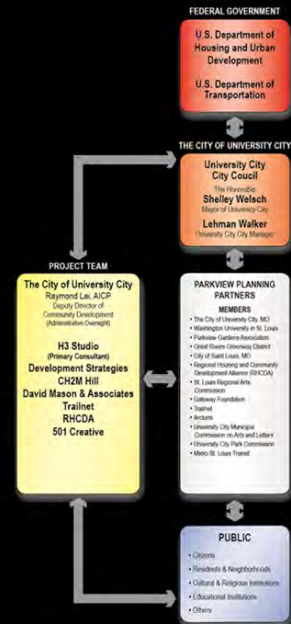 FEDERAL GOVERNMENT
U.S. Department of
Housing and Urban
Development
U.S. Department of
Transportation
THE CITY OF UNIVERSITY CITY
University City
City Coucil
The Honorable
Shelley Welsch
Mayor of University City
Lehman Walker
University City City Manager
PROJECT TEAM
The City of University City
Raymond Lai, AICP
Deputy Director of
Community Development
(Administrative Oversight)
H3 Studio
(Primary Consultant)
Development Strategies
CH2M Hill
David Mason & Associates
Trailnet
RHCDA
501 Creative
PARKVIEW PLANNING
PARTNERS
MEMBERS
• The City of University City, MO
• Washington University in St. Louis
• Parkview Gardens Association
• Great Rivers Greenway District
• City of Saint Louis, MO
• Regional Housing and Community
Development Alliance (RHCDA)
• St. Louis Regional Arts
Commission
• Gateway Foundation
• Trailnet
• Arcturis
• University City Municipal
Commission on Arts and Letters
• University City Park Commission
• Metro St. Louis Transit
PUBLIC
• Citizens
• Residents & Neighborhoods
• Cultural & Religious Institutions
• Educational Institutions
• Others